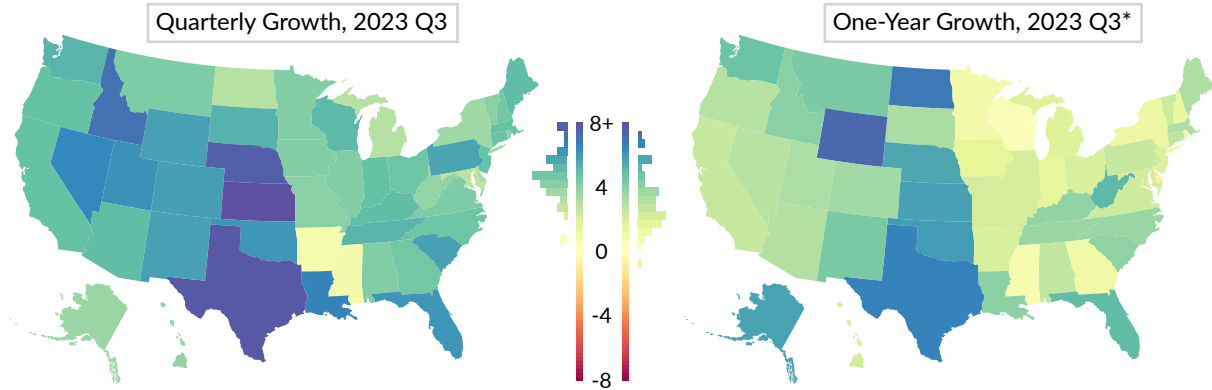 Quarterly Growth, 2023 Q3
One-Year Growth, 2023 Q3*
8+
4
0
-4
-8